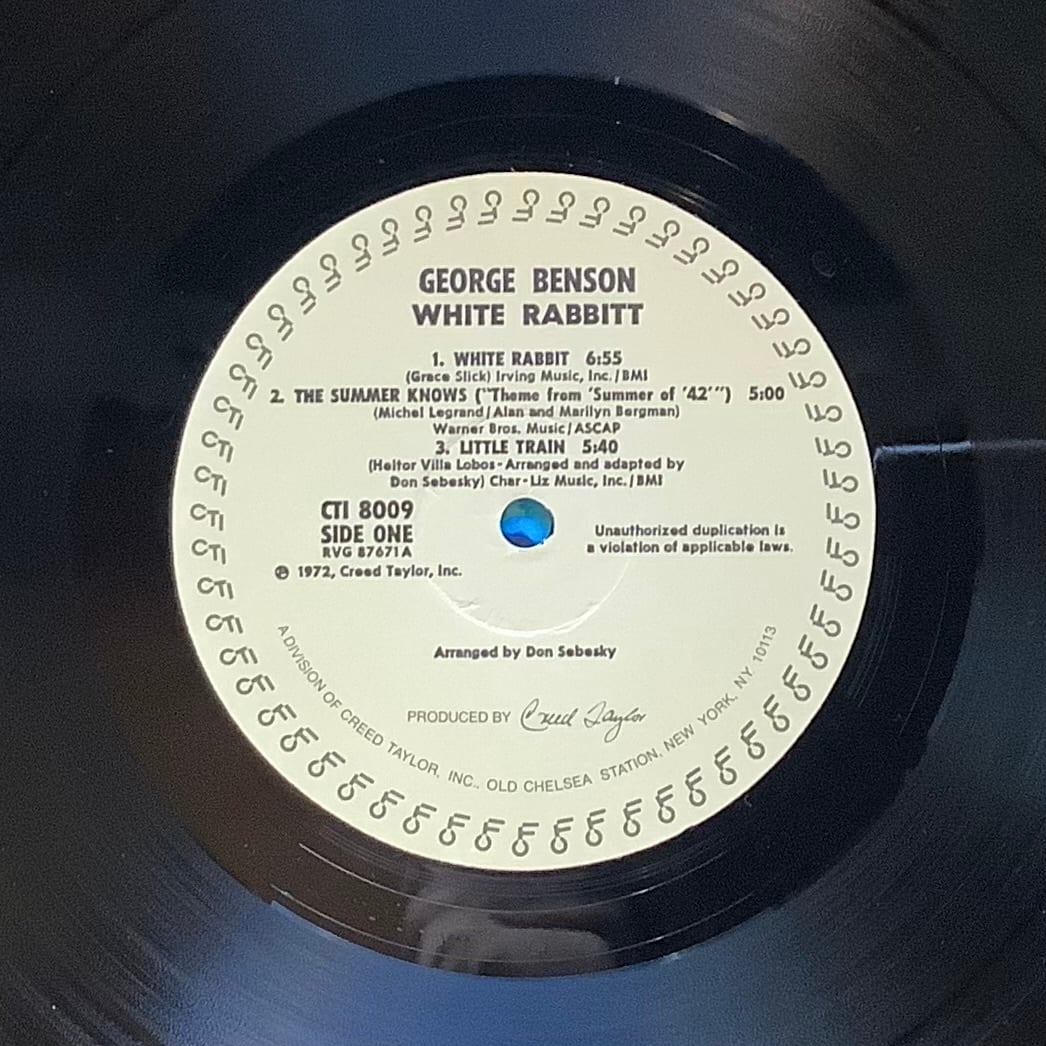 GEORGE BENSON
WHITE RABBITT
1. WHITE RABBIT 6:55
(Grace Slick) Irving Music, Inc./BMI
2. THE SUMMER KNOWS ("Theme from 'Summer of '42'") 5:00
(Michel Legrand/Alan and Marilyn Bergman)
Warner Bros. Music/ASCAP
3. LITTLE TRAIN 5:40
(Heitor Villa Lobos-Arranged and adapted by
Don Sebesky) Char-Liz Music, Inc./BMI
CTI 8009
SIDE ONE
RVG 87671A
℗ 1972, Creed Taylor, Inc.
Unauthorized duplication is
a violation of applicable laws.
Arranged by Don Sebesky
PRODUCED BY Creed Taylor
A DIVISION OF CREED TAYLOR, INC., OLD CHELSEA STATION, NEW YORK, NY 10113
CTI